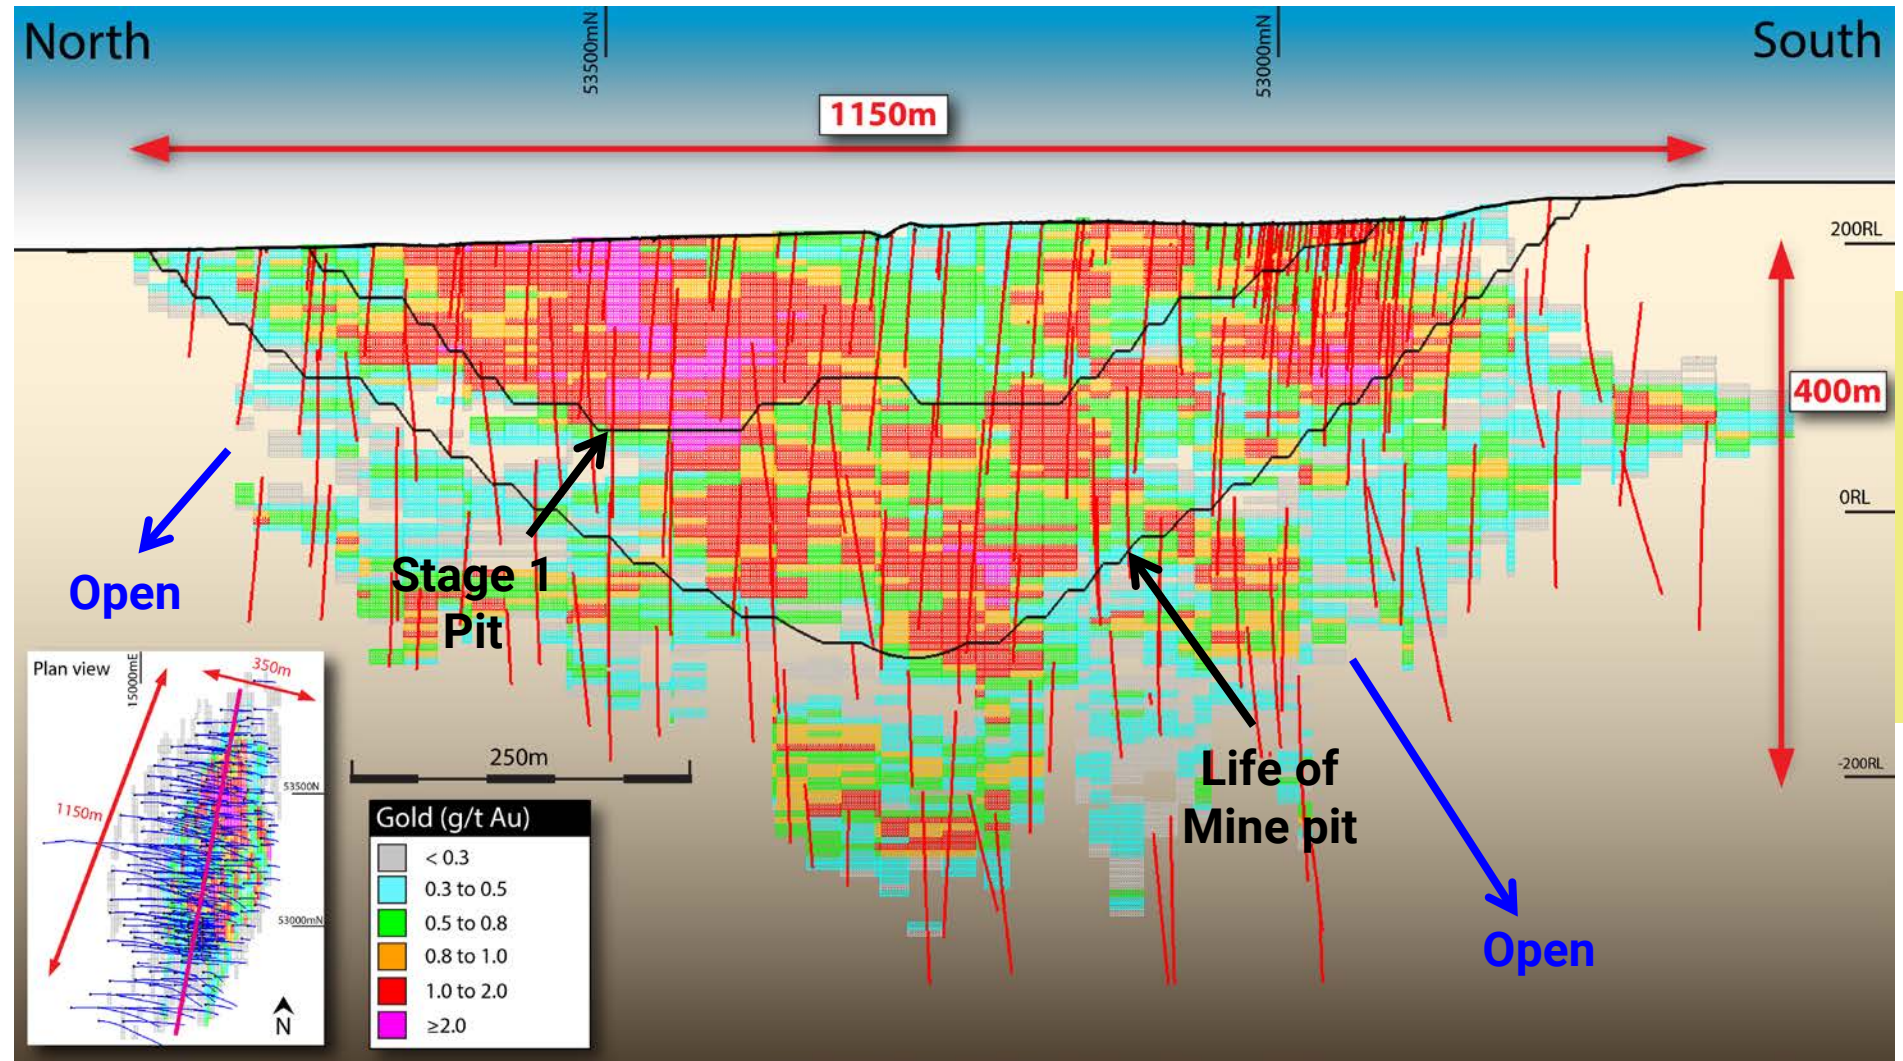 North
53500mN
53000mN
South
1150m
200RL
400m
0RL
-200RL
Open
Stage 1
Pit
Life of
Mine pit
Open
Plan view
15000mE
350m
1150m
53500N
53000mN
N
250m
Gold (g/t Au)
< 0.3
0.3 to 0.5
0.5 to 0.8
0.8 to 1.0
1.0 to 2.0
≥2.0